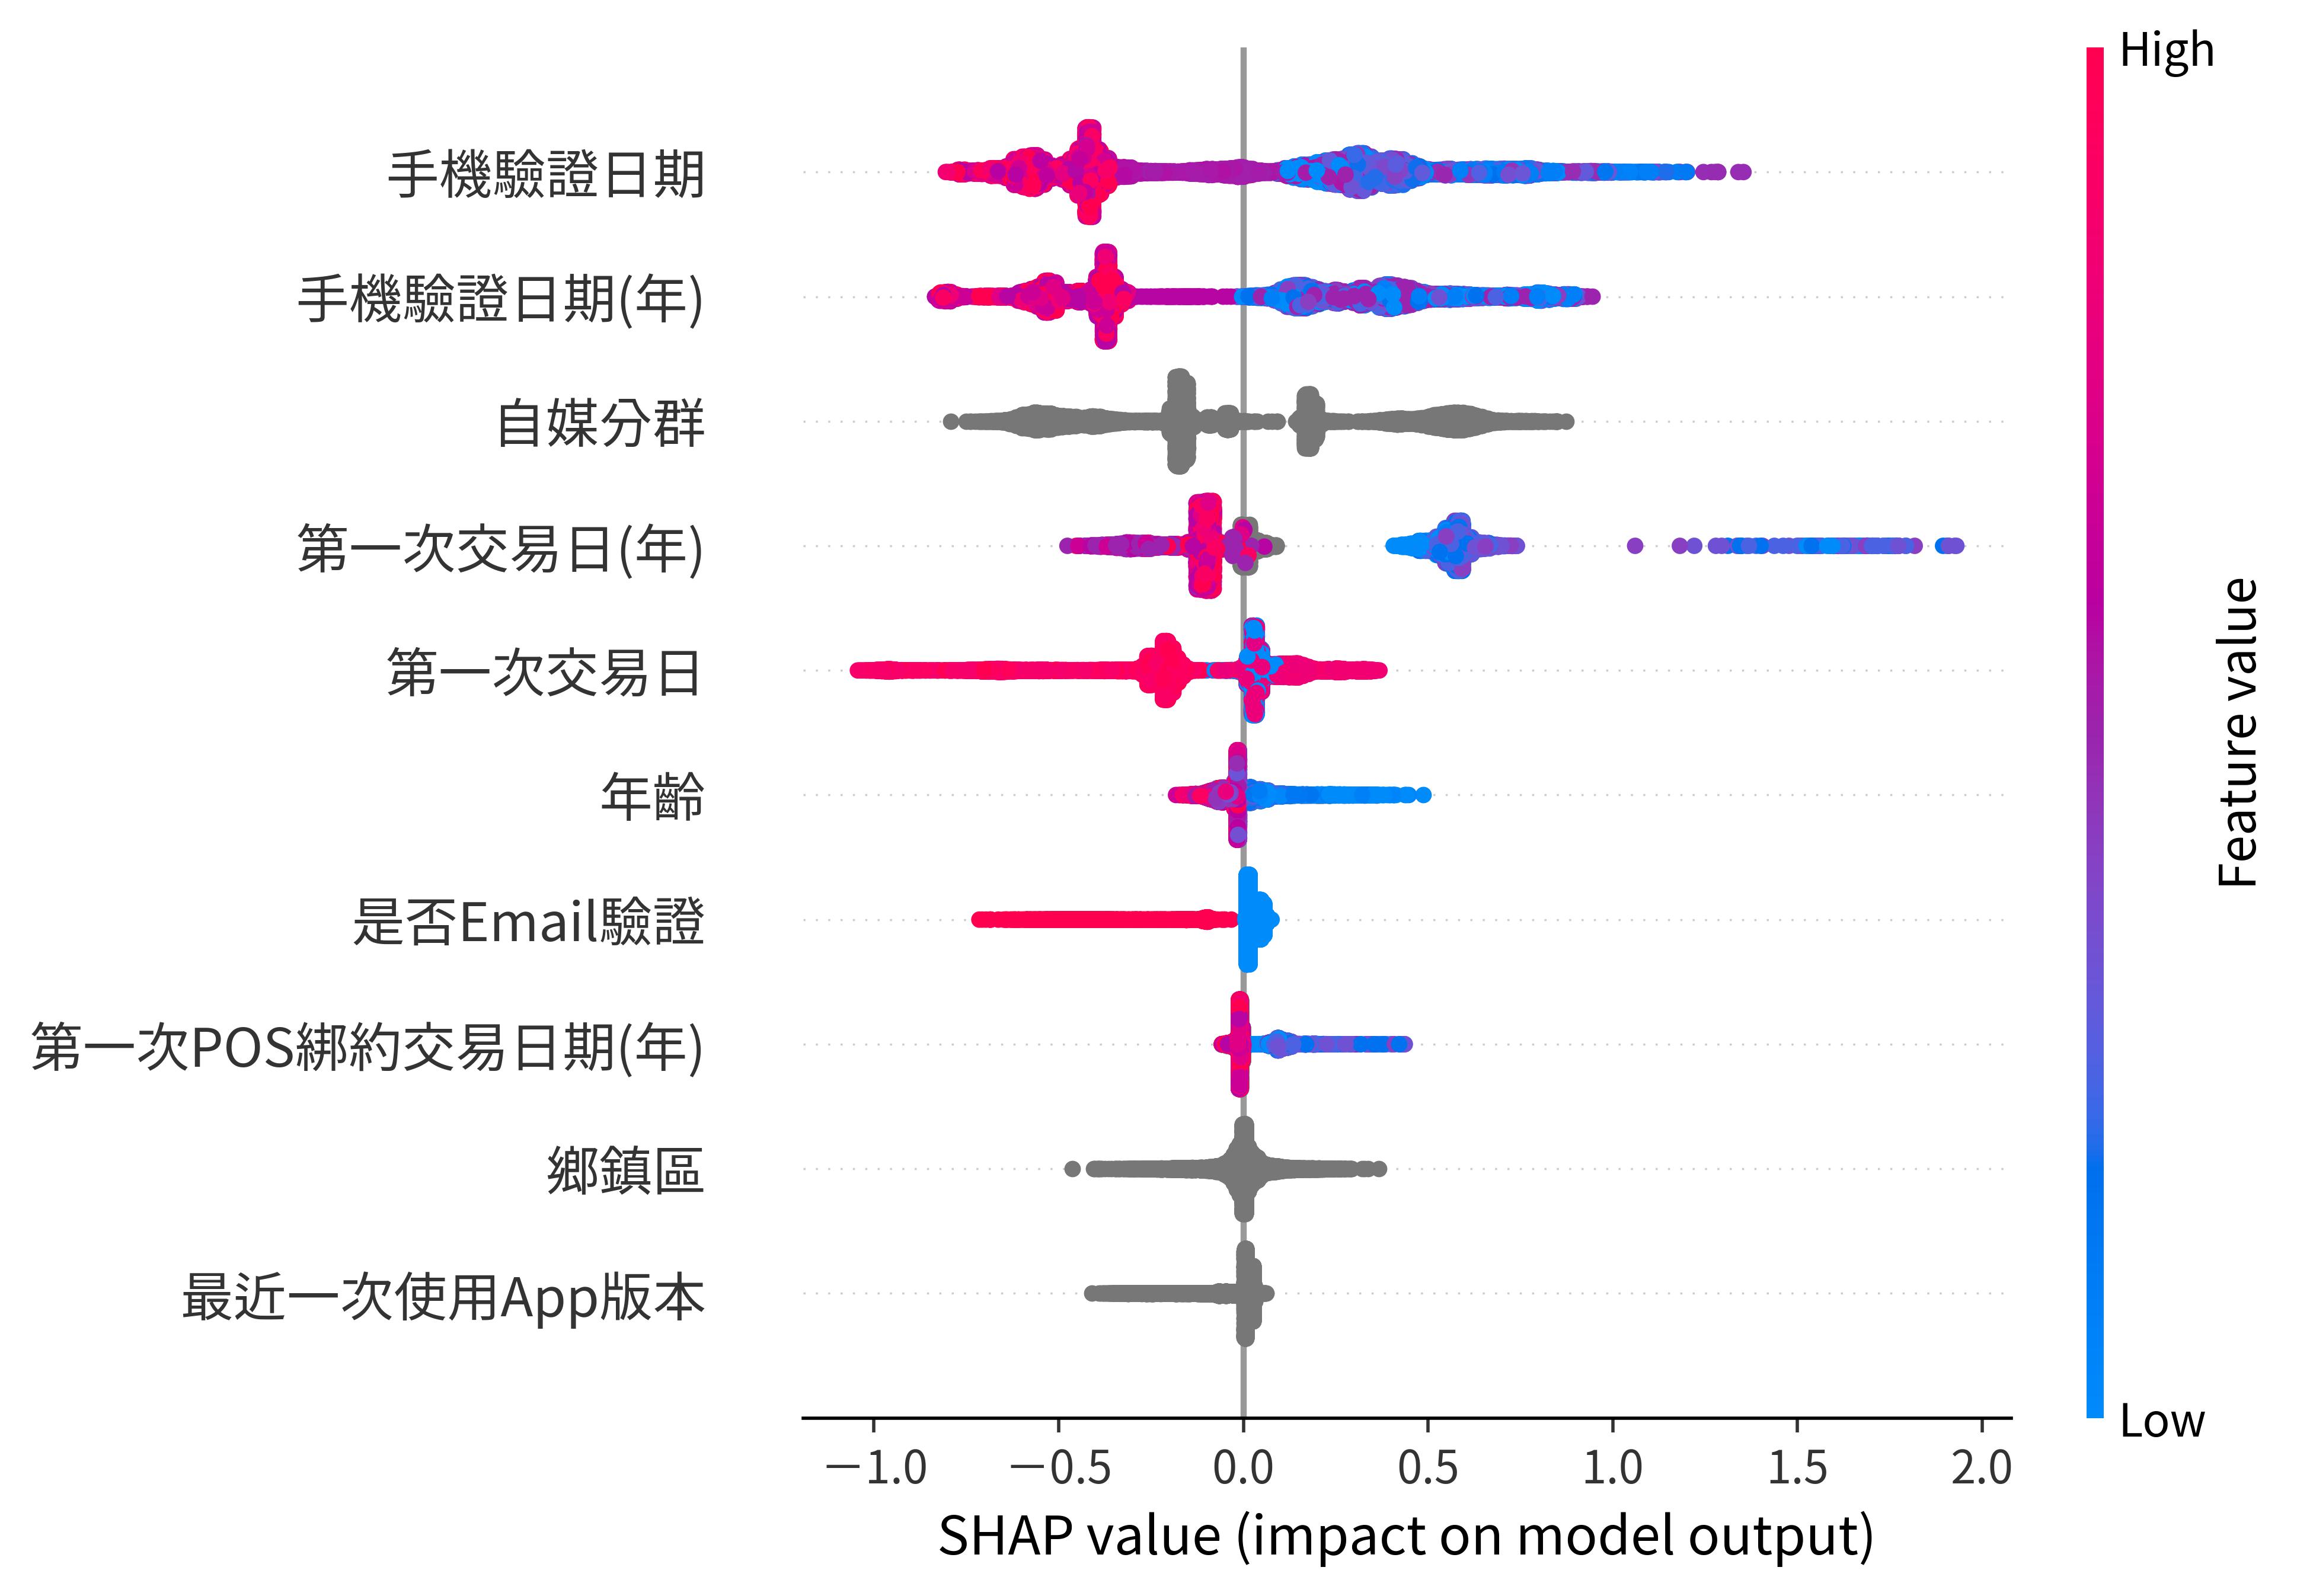 High
手機驗證日期
手機驗證日期(年)
自媒分群
第一次交易日(年)
第一次交易日
年齡
是否Email驗證
第一次POS綁約交易日期(年)
鄉鎮區
最近一次使用App版本
Feature value
Low
−1.0 −0.5 0.0 0.5 1.0 1.5 2.0
SHAP value (impact on model output)